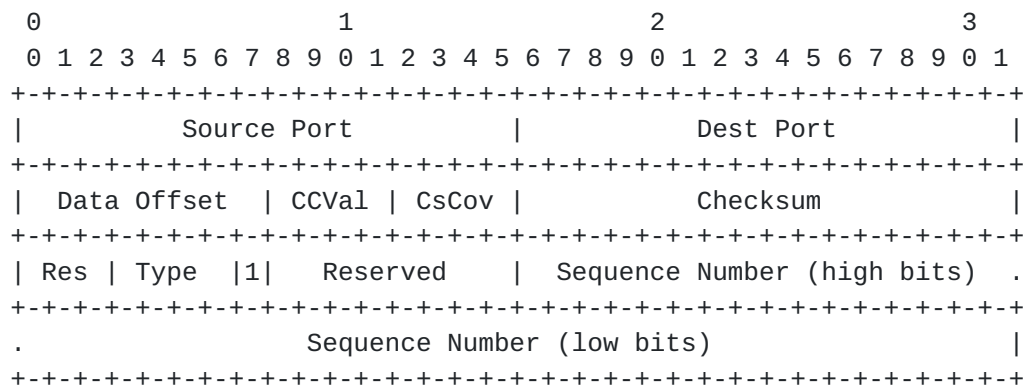 0                   1                   2                   3
 0 1 2 3 4 5 6 7 8 9 0 1 2 3 4 5 6 7 8 9 0 1 2 3 4 5 6 7 8 9 0 1
+-+-+-+-+-+-+-+-+-+-+-+-+-+-+-+-+-+-+-+-+-+-+-+-+-+-+-+-+-+-+-+-+
|          Source Port          |           Dest Port           |
+-+-+-+-+-+-+-+-+-+-+-+-+-+-+-+-+-+-+-+-+-+-+-+-+-+-+-+-+-+-+-+-+
|  Data Offset  | CCVal | CsCov |           Checksum            |
+-+-+-+-+-+-+-+-+-+-+-+-+-+-+-+-+-+-+-+-+-+-+-+-+-+-+-+-+-+-+-+-+
| Res | Type  |1|   Reserved    |  Sequence Number (high bits)  .
+-+-+-+-+-+-+-+-+-+-+-+-+-+-+-+-+-+-+-+-+-+-+-+-+-+-+-+-+-+-+-+-+
.                  Sequence Number (low bits)                   |
+-+-+-+-+-+-+-+-+-+-+-+-+-+-+-+-+-+-+-+-+-+-+-+-+-+-+-+-+-+-+-+-+